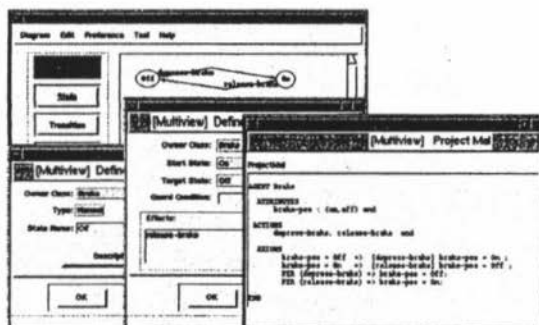 Diagram Edit Preference Tool Help
State
Transition
Off
depress-brake
release-brake
On
[Multiview] Define
Owner Class: Brake
Type: Normal
State Name: Off
Descript
OK
[Multiview] Defin
Owner Class: Brake
Start State: On
Target State: Off
Guard Condition:
Effects:
release-brake
OK
[Multiview] Project Mal
ProjectMal
AGENT Brake
ATTRIBUTES
brake-pos : (on,off) end
ACTIONS
depress-brake, release-brake end
AXIOMS
brake-pos = Off => [depress-brake] brake-pos = On ;
brake-pos = On => [release-brake] brake-pos = Off ;
PER (depress-brake) => brake-pos = Off;
PER (release-brake) => brake-pos = On;
END